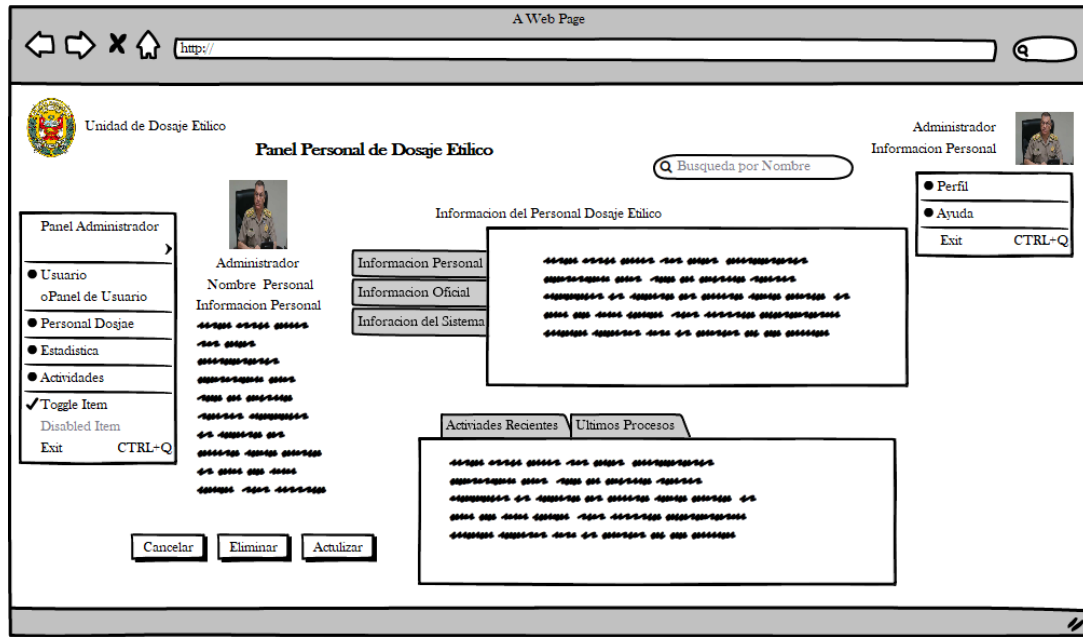 A Web Page
http://
Unidad de Dosaje Etilico
Panel Personal de Dosaje Etilico
Busqueda por Nombre
Administrador
Informacion Personal
Perfil
Ayuda
Exit CTRL+Q
Panel Administrador
Usuario
oPanel de Usuario
Personal Dosjae
Estadistica
Actividades
Toggle Item
Disabled Item
Exit CTRL+Q
Administrador
Nombre Personal
Informacion Personal
Informacion del Personal Dosaje Etilico
Informacion Personal
Informacion Oficial
Inforacion del Sistema
Activiades Recientes
Ultimos Procesos
Cancelar
Eliminar
Actulizar